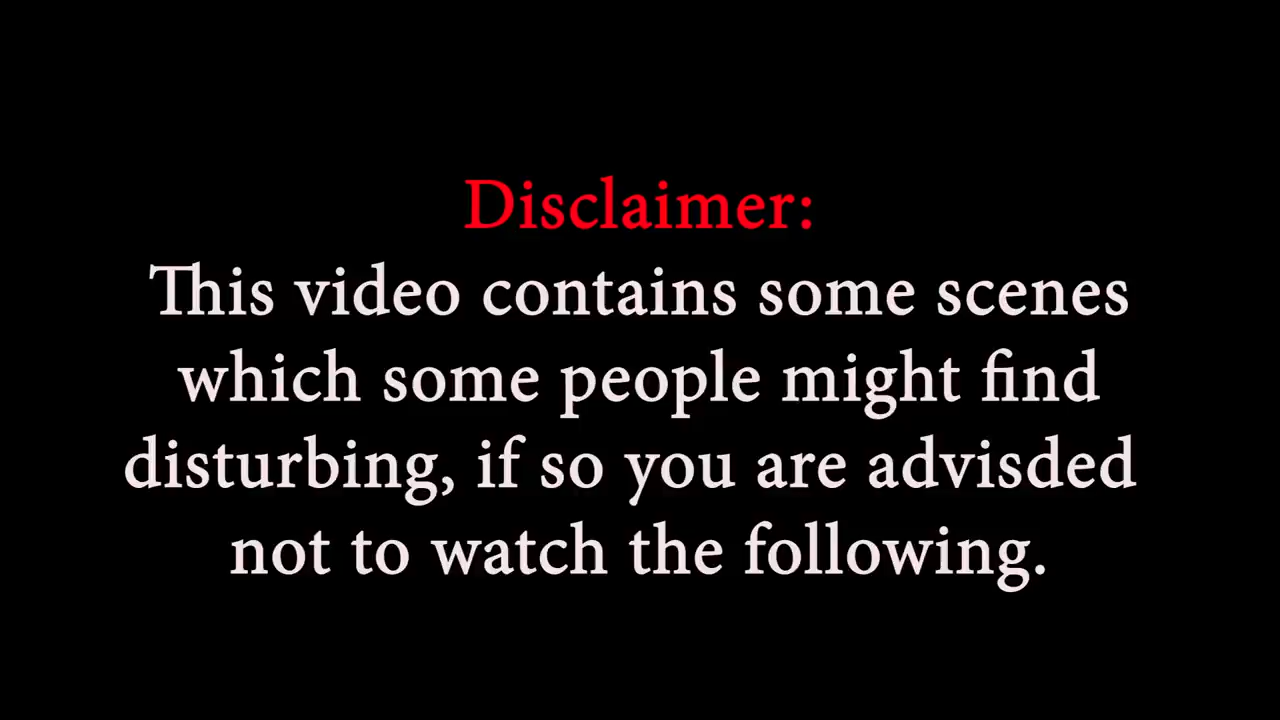 Disclaimer:
This video contains some scenes
which some people might find
disturbing, if so you are advisded
not to watch the following.